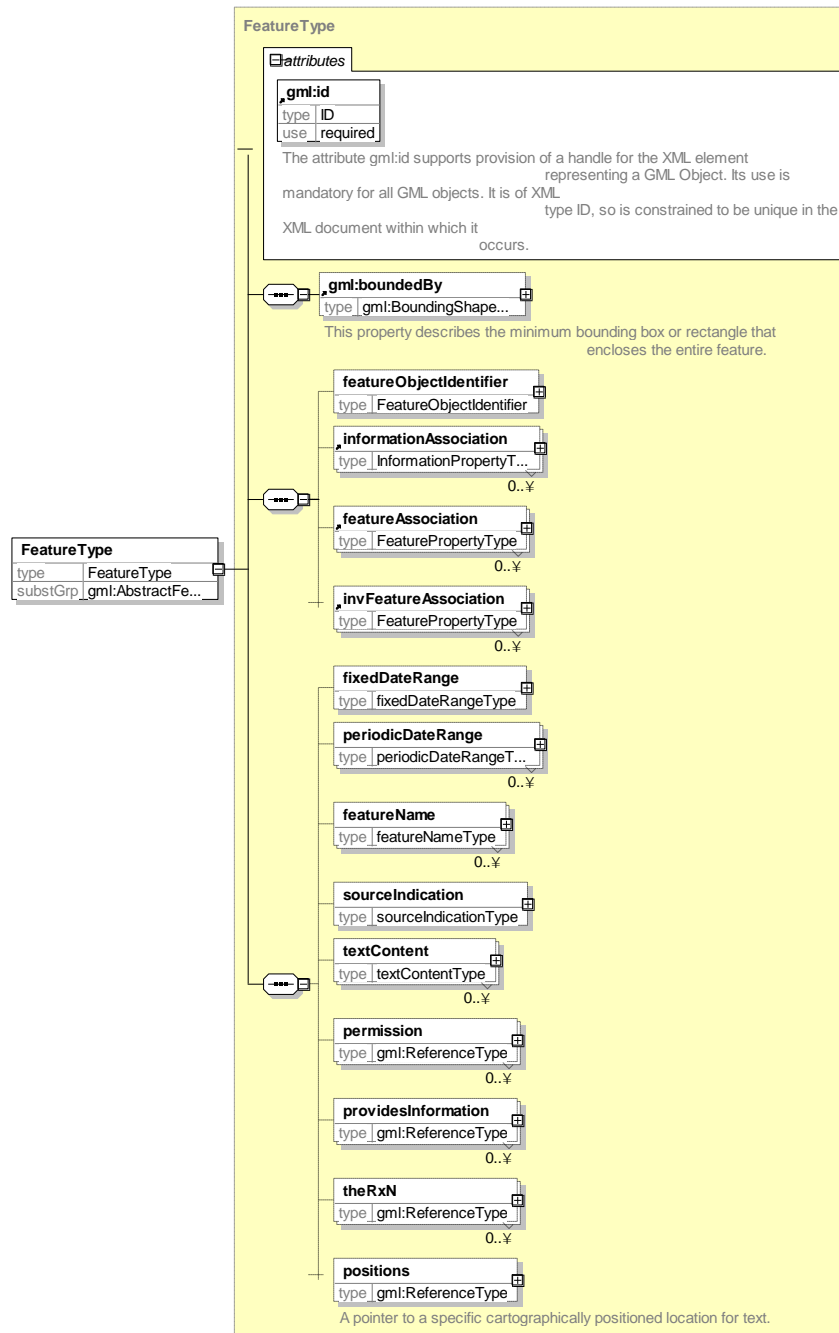 FeatureType
attributes
gml:id
type ID
use required
The attribute gml:id supports provision of a handle for the XML element
representing a GML Object. Its use is
mandatory for all GML objects. It is of XML
type ID, so is constrained to be unique in the
XML document within which it
occurs.
gml:boundedBy
type gml:BoundingShape...
This property describes the minimum bounding box or rectangle that
encloses the entire feature.
featureObjectIdentifier
type FeatureObjectIdentifier
informationAssociation
type InformationPropertyT...
0..¥
featureAssociation
type FeaturePropertyType
0..¥
FeatureType
type FeatureType
substGrp gml:AbstractFe...
invFeatureAssociation
type FeaturePropertyType
0..¥
fixedDateRange
type fixedDateRangeType
periodicDateRange
type periodicDateRangeT...
0..¥
featureName
type featureNameType
0..¥
sourceIndication
type sourceIndicationType
textContent
type textContentType
0..¥
permission
type gml:ReferenceType
0..¥
providesInformation
type gml:ReferenceType
0..¥
theRxN
type gml:ReferenceType
0..¥
positions
type gml:ReferenceType
A pointer to a specific cartographically positioned location for text.